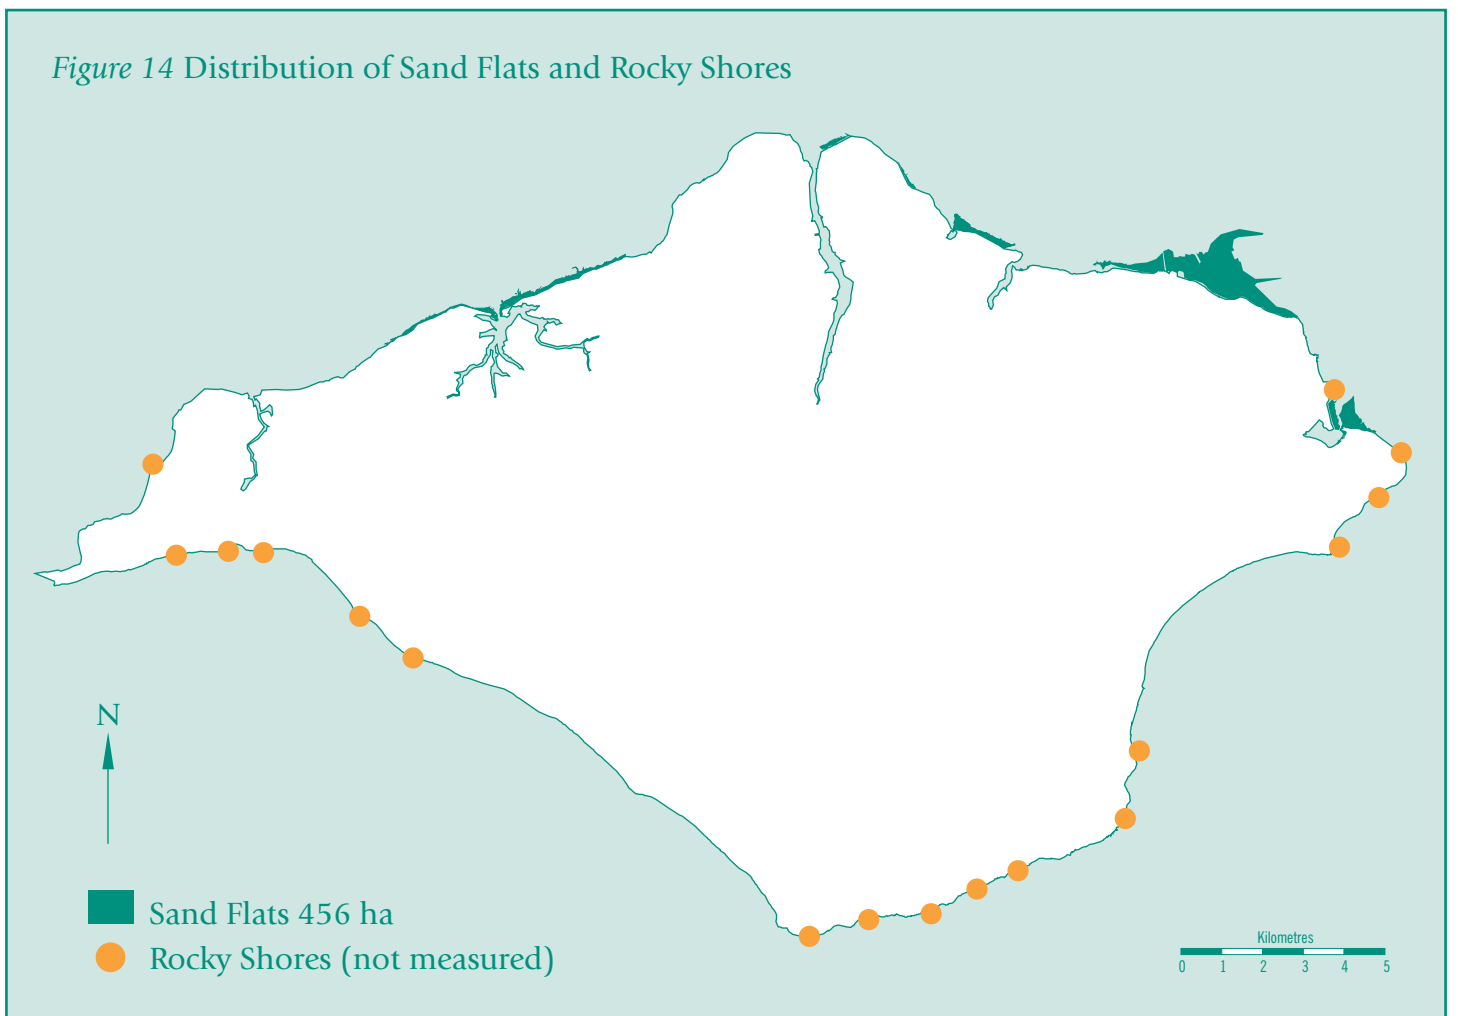 Figure 14 Distribution of Sand Flats and Rocky Shores
N
Sand Flats 456 ha
Rocky Shores (not measured)
Kilometres
0 1 2 3 4 5